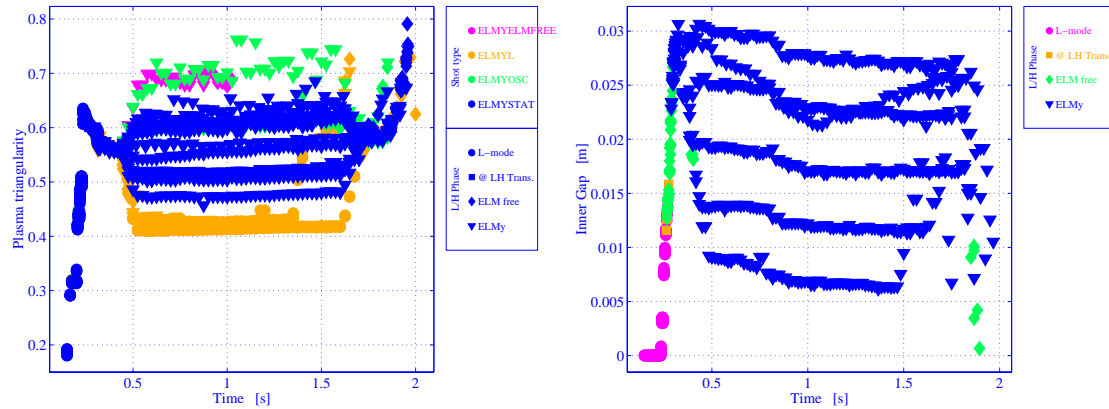 0.8
0.7
0.6
0.5
0.4
0.3
0.2
Plasma triangularity
0.5
1
1.5
2
Time [s]
ELMYELMFREE
ELMYL
ELMYOSC
ELMYSTAT
Shot type
L-mode
@ LH Trans.
ELM free
ELMy
L/H Phase
0.03
0.025
0.02
0.015
0.01
0.005
0
Inner Gap [m]
0.5
1
1.5
2
Time [s]
L-mode
@ LH Trans.
ELM free
ELMy
L/H Phase